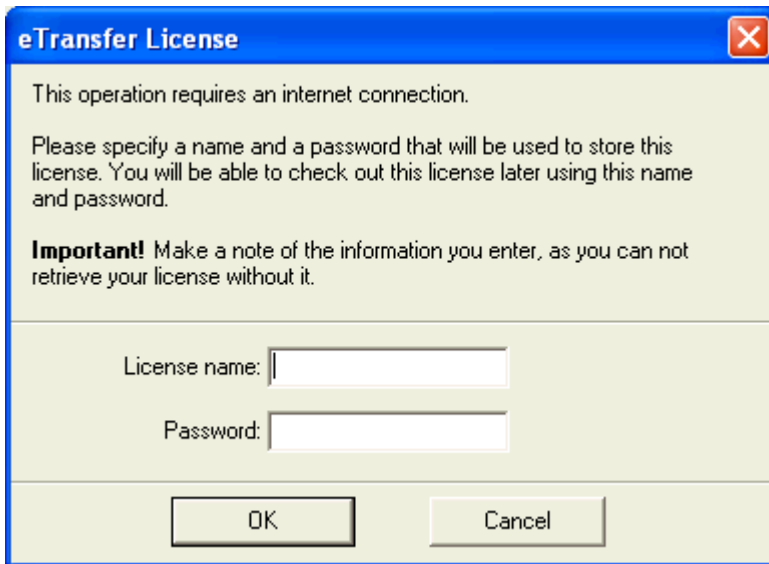 eTransfer License
This operation requires an internet connection.
Please specify a name and a password that will be used to store this
license. You will be able to check out this license later using this name
and password.
Important! Make a note of the information you enter, as you can not
retrieve your license without it.
License name:
Password:
OK
Cancel